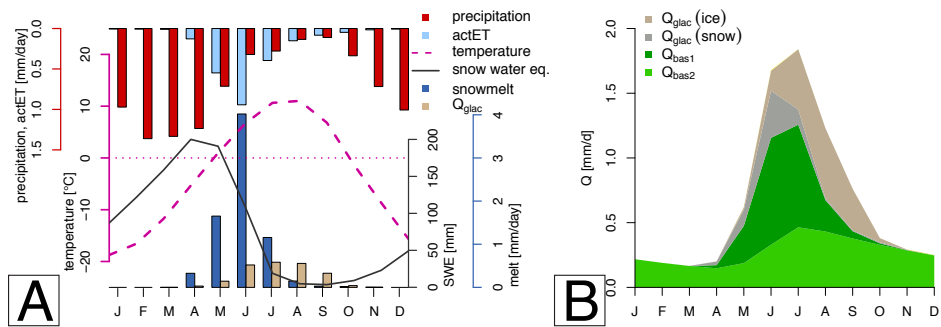 precipitation
actET
temperature
snow water eq.
snowmelt
Qglac
precipitation, actET [mm/day]
0.0
0.5
1.0
1.5
temperature [°C]
20
10
0
−10
−20
SWE [mm]
200
150
100
50
0
melt [mm/day]
4
3
2
1
0
J F M A M J J A S O N D
A
Qglac (ice)
Qglac (snow)
Qbas1
Qbas2
Q [mm/d]
2.0
1.5
1.0
0.5
0.0
J F M A M J J A S O N D
B